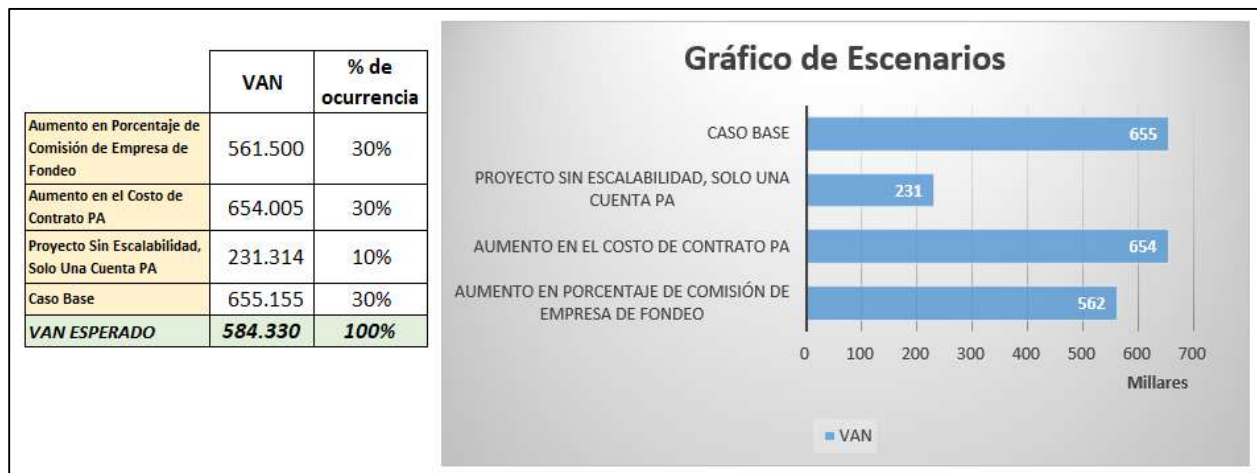 VAN
% de
ocurrencia
Aumento en Porcentaje de
Comisión de Empresa de
Fondeo
561.500
30%
Aumento en el Costo de
Contrato PA
654.005
30%
Proyecto Sin Escalabilidad,
Solo Una Cuenta PA
231.314
10%
Caso Base
655.155
30%
VAN ESPERADO
584.330
100%
Gráfico de Escenarios
CASO BASE
655
PROYECTO SIN ESCALABILIDAD, SOLO UNA
CUENTA PA
231
AUMENTO EN EL COSTO DE CONTRATO PA
654
AUMENTO EN PORCENTAJE DE COMISIÓN DE
EMPRESA DE FONDEO
562
0 100 200 300 400 500 600 700
Millares
VAN